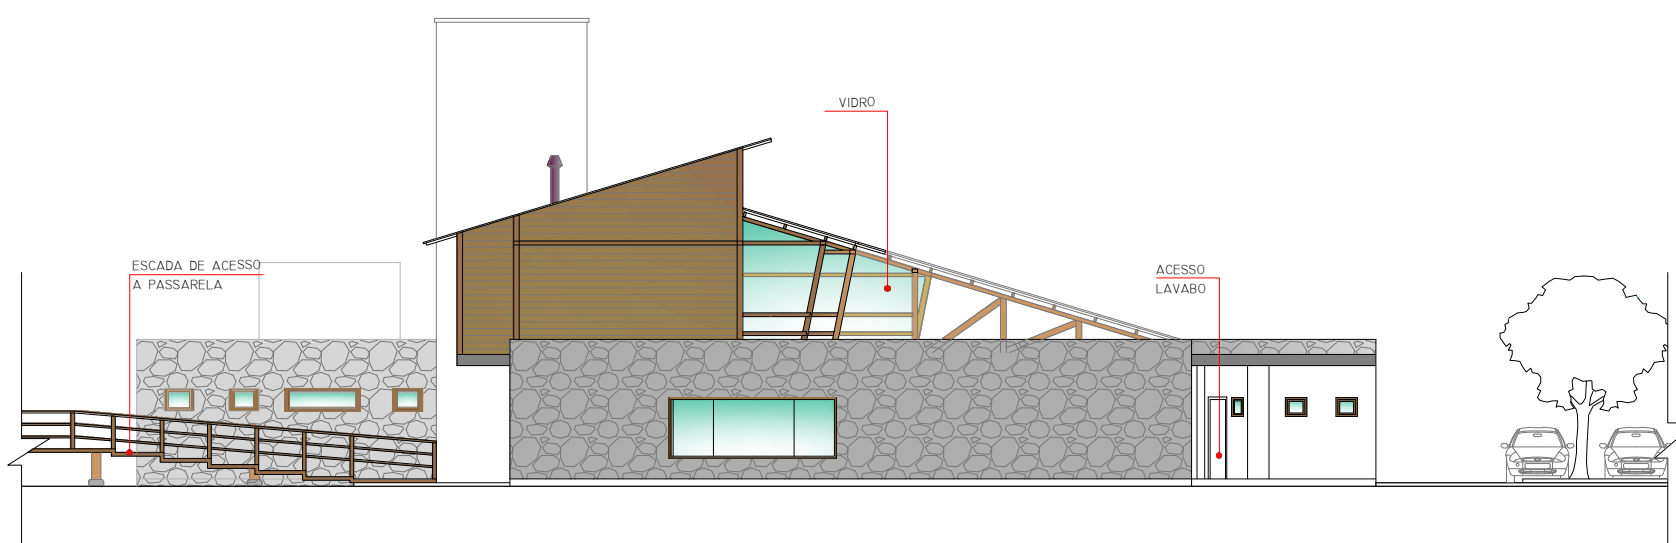 VIDRO
ESCADA DE ACESSO
A PASSARELA
ACESSO
LAVABO